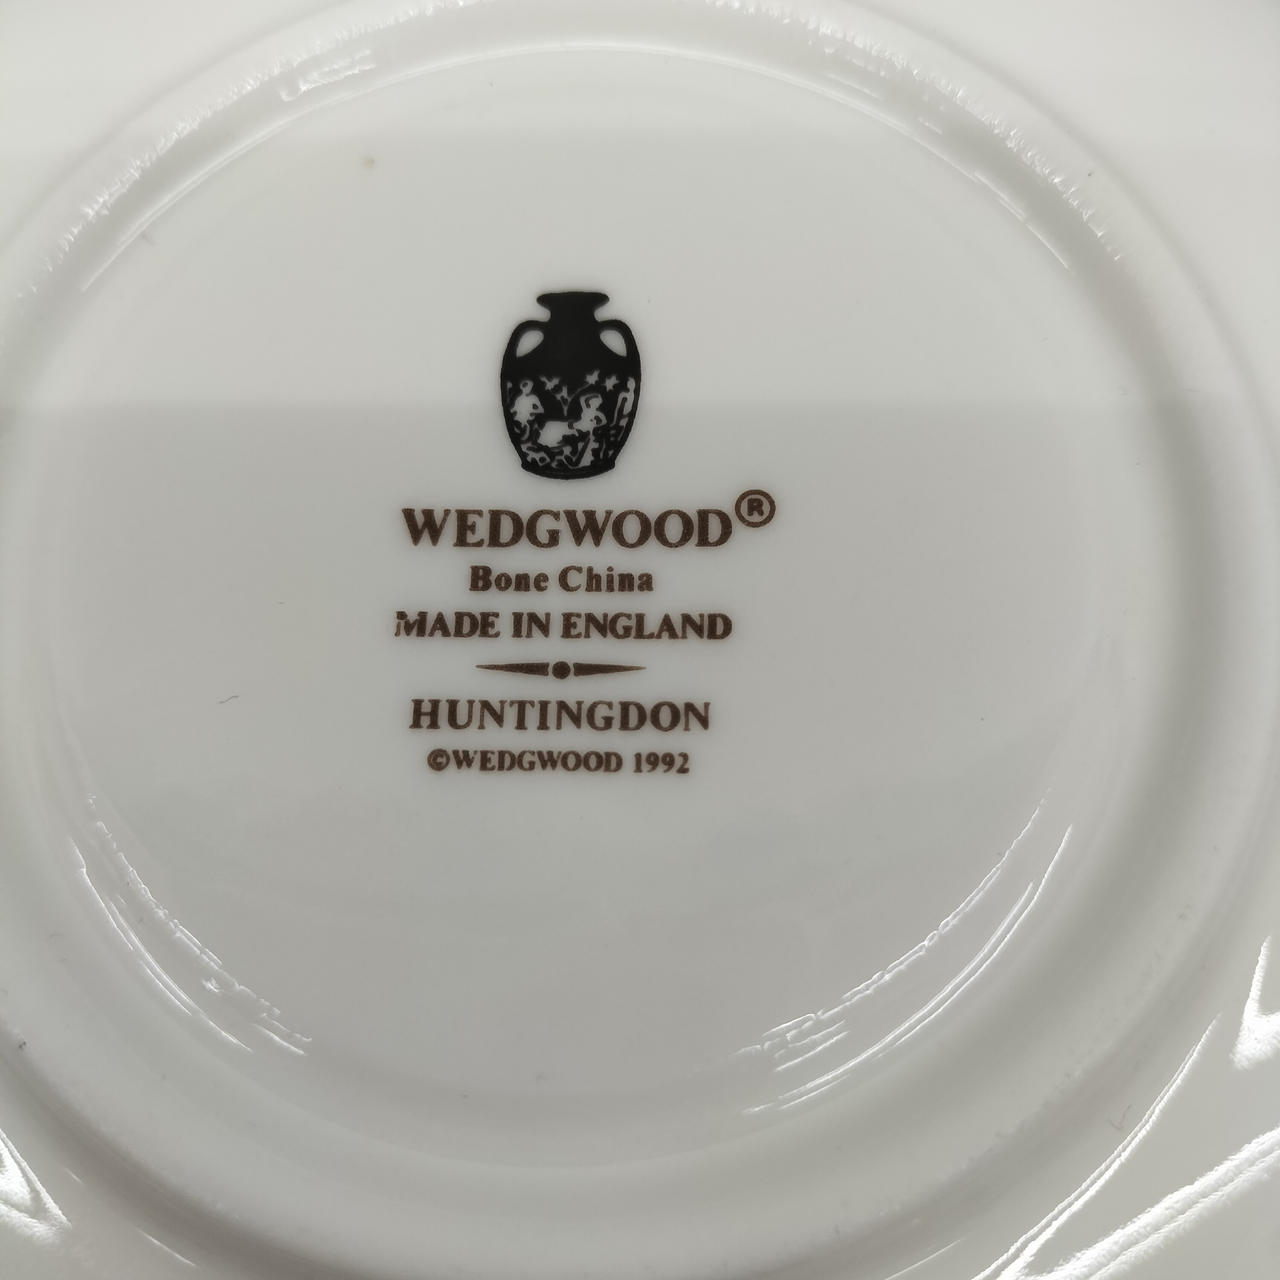 WEDGWOOD®
Bone China
MADE IN ENGLAND
HUNTINGDON
©WEDGWOOD 1992